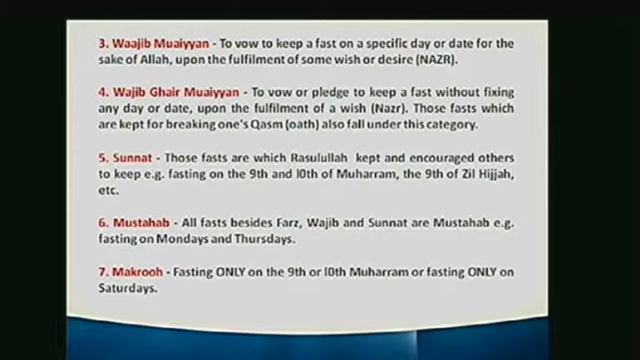 3. Waajib Muaiyyan - To vow to keep a fast on a specific day or date for the
sake of Allah, upon the fulfilment of some wish or desire (NAZR).
4. Wajib Ghair Muaiyyan - To vow or pledge to keep a fast without fixing
any day or date, upon the fulfilment of a wish (Nazr). Those fasts which
are kept for breaking one's Qasm (oath) also fall under this category.
5. Sunnat - Those fasts are which Rasulullah kept and encouraged others
to keep e.g. fasting on the 9th and 10th of Muharram, the 9th of Zil Hijjah,
etc.
6. Mustahab - All fasts besides Farz, Wajib and Sunnat are Mustahab e.g.
fasting on Mondays and Thursdays.
7. Makrooh - Fasting ONLY on the 9th or 10th Muharram or fasting ONLY on
Saturdays.